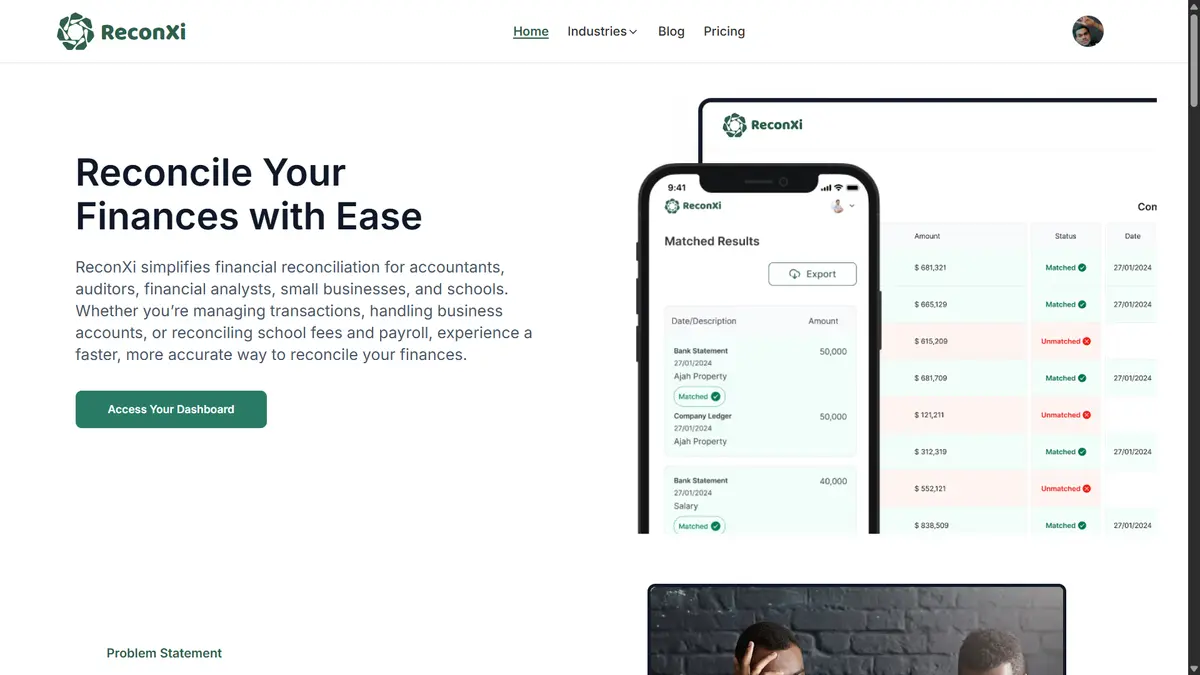 ReconXi
Home
Industries
Blog
Pricing
Reconcile Your
Finances with Ease
ReconXi simplifies financial reconciliation for accountants,
auditors, financial analysts, small businesses, and schools.
Whether you’re managing transactions, handling business
accounts, or reconciling school fees and payroll, experience a
faster, more accurate way to reconcile your finances.
Access Your Dashboard
9:41
ReconXi
Matched Results
Export
Date/Description Amount
Bank Statement 50,000
27/01/2024
Ajah Property
Matched
Company Ledger 50,000
27/01/2024
Ajah Property
Bank Statement 40,000
27/01/2024
Salary
Matched
ReconXi
Con
Amount Status Date
$ 681,321 Matched 27/01/2024
$ 665,129 Matched 27/01/2024
$ 615,209 Unmatched
$ 681,709 Matched 27/01/2024
$ 121,211 Unmatched
$ 312,319 Matched 27/01/2024
$ 552,121 Unmatched
$ 838,509 Matched 27/01/2024
Problem Statement